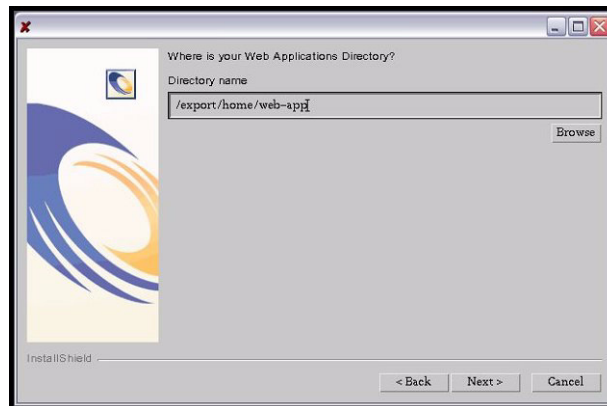 Where is your Web Applications Directory?
Directory name
/export/home/web-app
Browse
InstallShield
< Back Next > Cancel